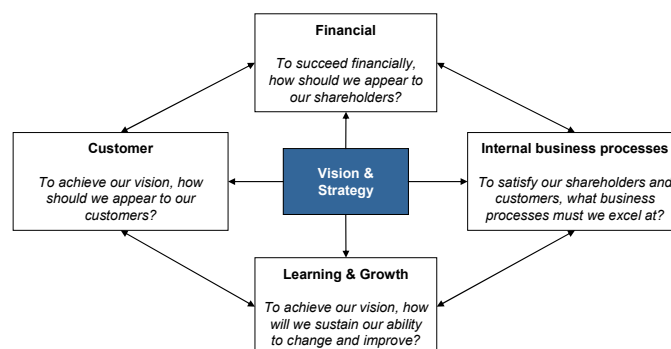 Financial
To succeed financially,
how should we appear to
our shareholders?
Customer
To achieve our vision, how
should we appear to our
customers?
Vision &
Strategy
Internal business processes
To satisfy our shareholders and
customers, what business
processes must we excel at?
Learning & Growth
To achieve our vision, how
will we sustain our ability
to change and improve?